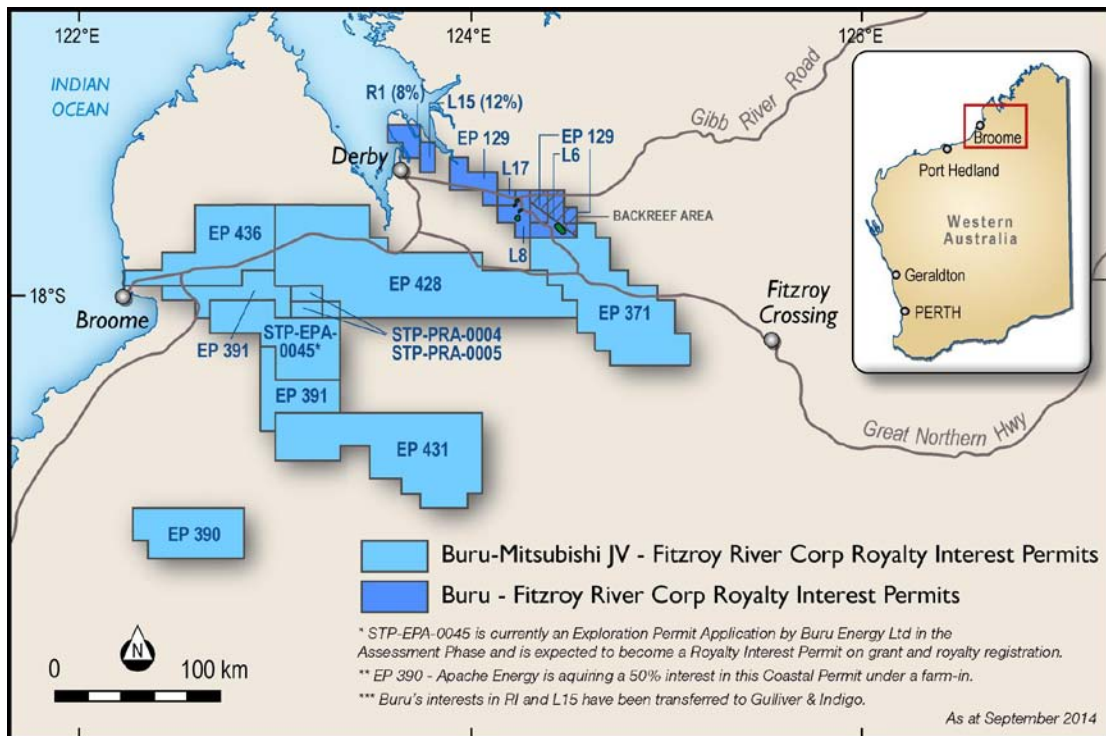 122°E
124°E
126°E
INDIAN
OCEAN
R1 (8%)
L15 (12%)
Gibb River Road
EP 129
EP 129
Derby
L17
L6
BACKREEF AREA
EP 436
L8
EP 428
18°S
EP 371
Fitzroy
Crossing
Broome
EP 391
STP-EPA-
0045*
STP-PRA-0004
STP-PRA-0005
EP 391
EP 431
Great Northern Hwy
EP 390
Broome
Port Hedland
Western
Australia
Geraldton
PERTH
Buru-Mitsubishi JV - Fitzroy River Corp Royalty Interest Permits
Buru - Fitzroy River Corp Royalty Interest Permits
* STP-EPA-0045 is currently an Exploration Permit Application by Buru Energy Ltd in the
Assessment Phase and is expected to become a Royalty Interest Permit on grant and royalty registration.
** EP 390 - Apache Energy is aquiring a 50% interest in this Coastal Permit under a farm-in.
*** Buru's interests in RI and L15 have been transferred to Gulliver & Indigo.
N
0 100 km
As at September 2014